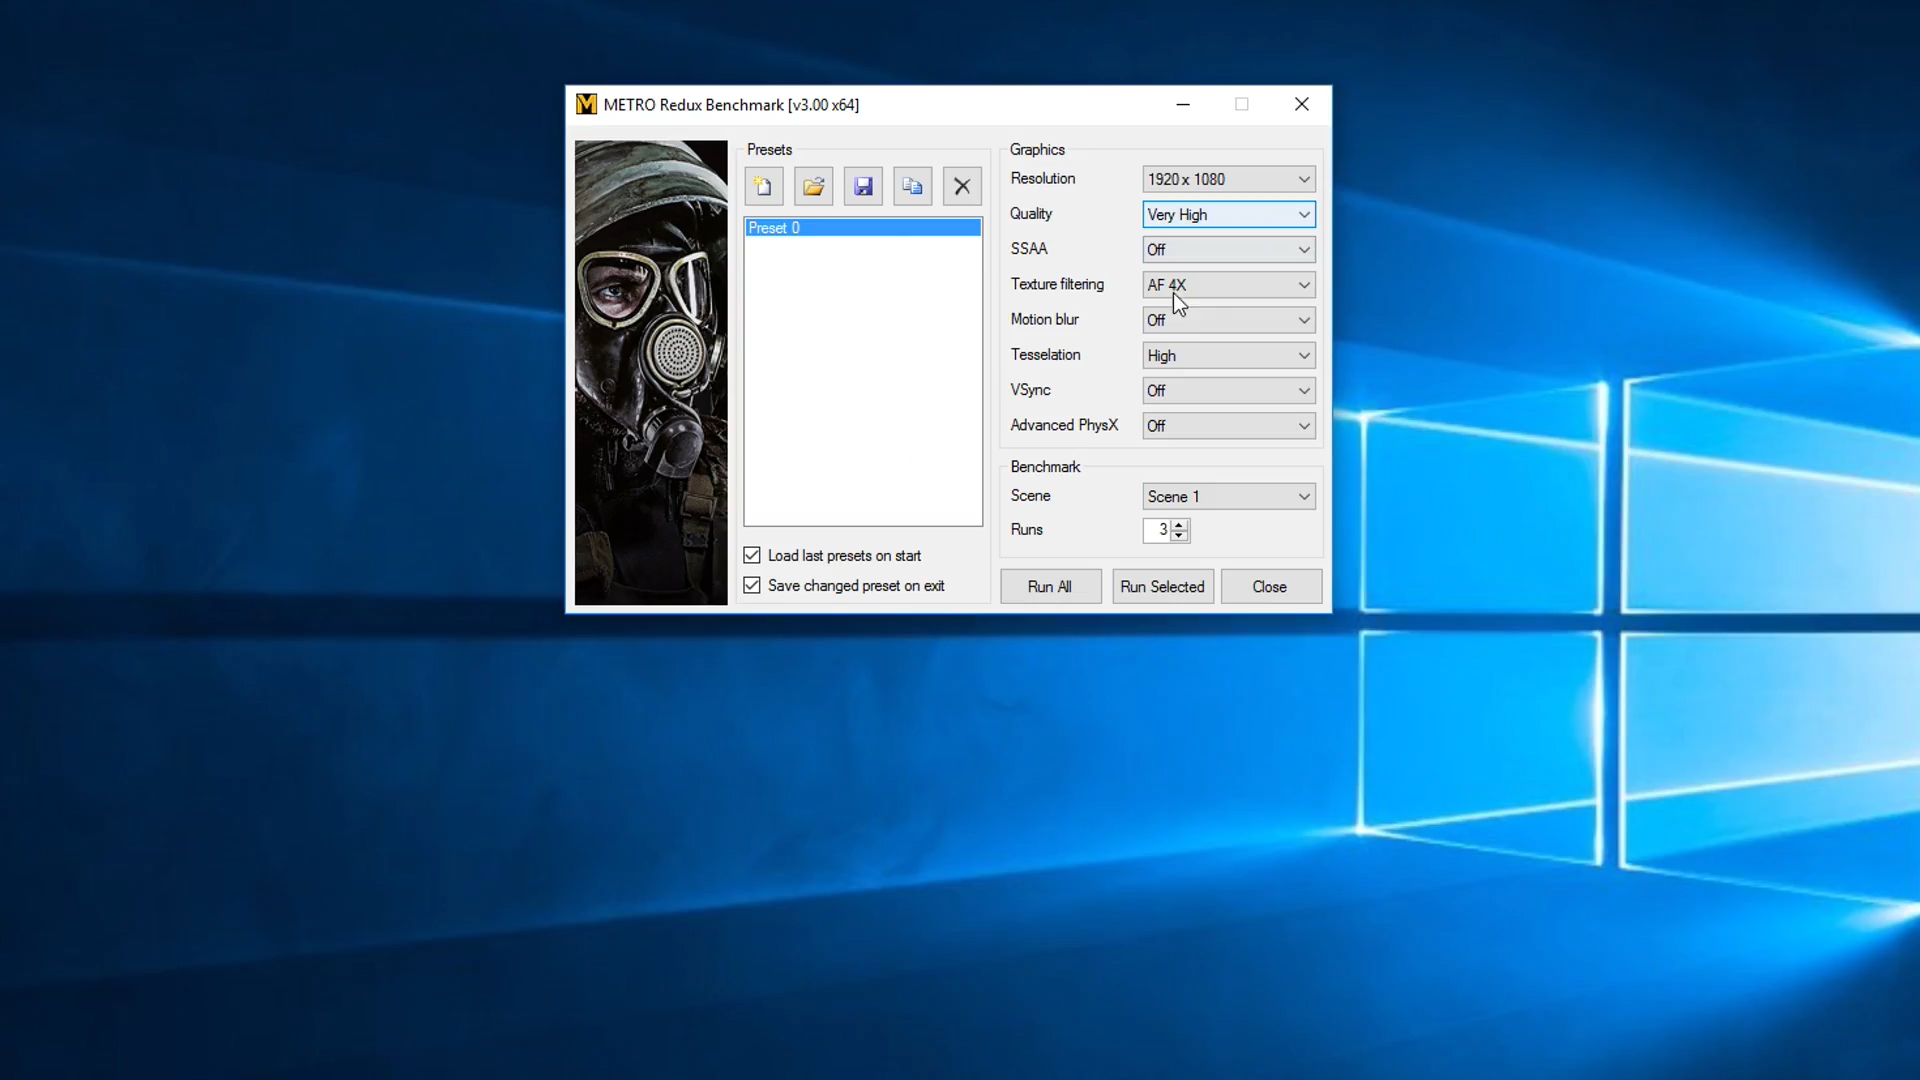 METRO Redux Benchmark [v3.00 x64]
Presets
Preset 0
Load last presets on start
Save changed preset on exit
Graphics
Resolution 1920 x 1080
Quality Very High
SSAA Off
Texture filtering AF 4X
Motion blur Off
Tesselation High
VSync Off
Advanced PhysX Off
Benchmark
Scene Scene 1
Runs 3
Run All Run Selected Close